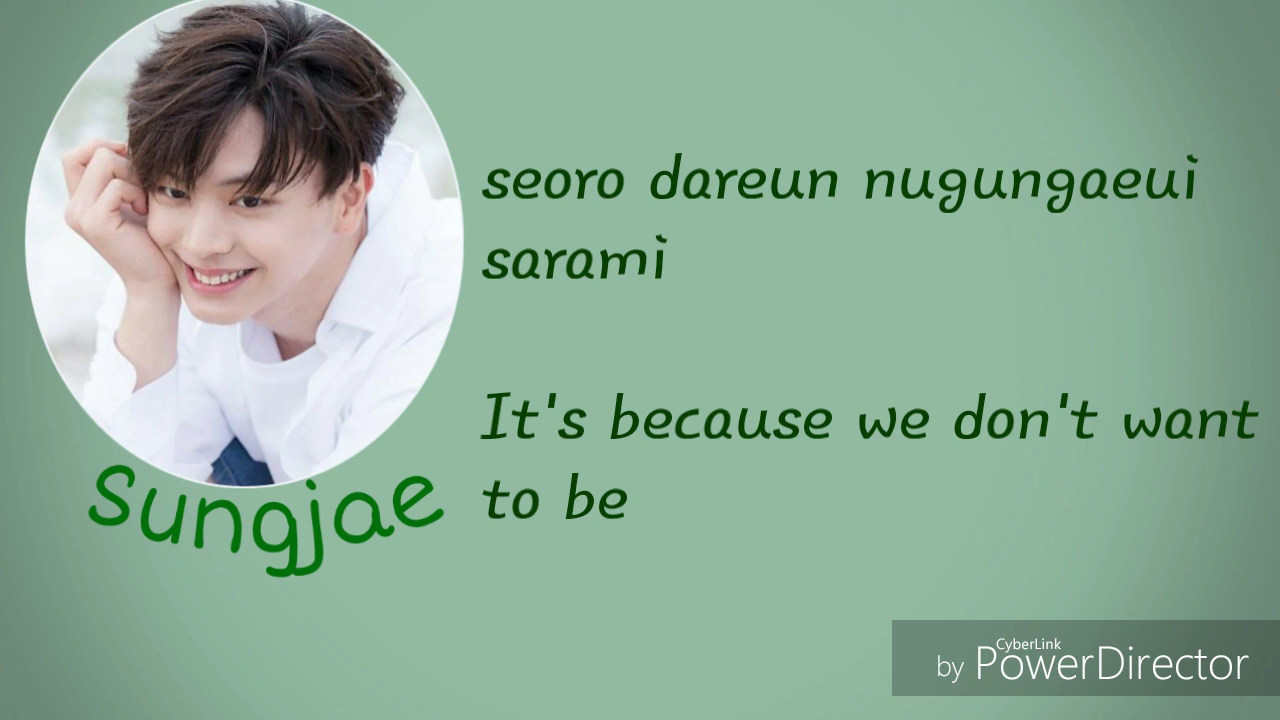 seoro dareun nugungaeui
sarami
It's because we don't want
to be
Sungjae
by CyberLink PowerDirector